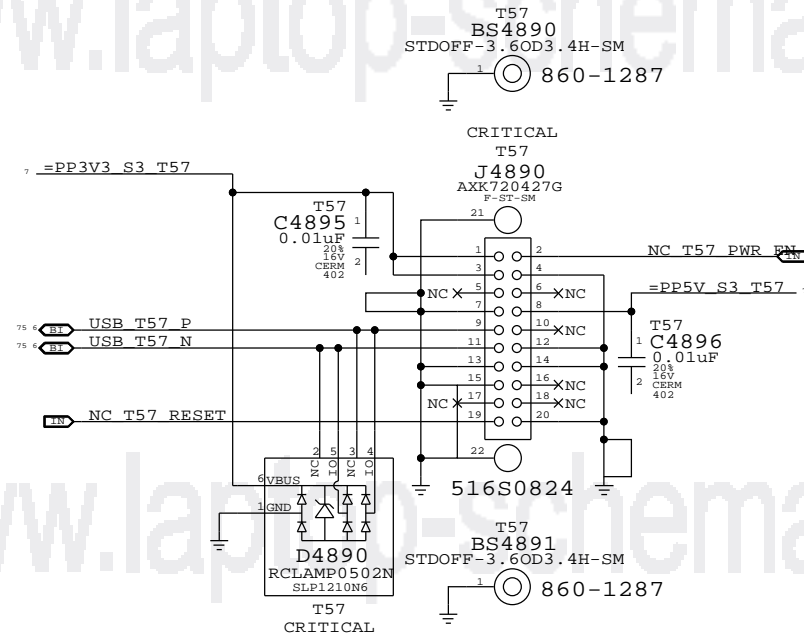 T57
BS4890
STDOFF-3.6OD3.4H-SM
1
860-1287
CRITICAL
T57
J4890
AXK720427G
F-ST-SM
7 =PP3V3_S3_T57
T57
C4895
0.01uF
20%
16V
CERM
402
1
2
21
1 2
3 4
5 6
7 8
9 10
11 12
13 14
15 16
17 18
19 20
22
NC
NC
NC
NC
NC
NC
NC_T57_PWR_EN
IN
=PP5V_S3_T57
T57
C4896
0.01uF
20%
16V
CERM
402
1
2
75 6 BI USB_T57_P
75 6 BI USB_T57_N
IN NC_T57_RESET
516S0824
2 5 3 4
NC IO NC IO
6 VBUS
1 GND
D4890
RCLAMP0502N
SLP1210N6
T57
CRITICAL
T57
BS4891
STDOFF-3.6OD3.4H-SM
1
860-1287
w.laptop-schema
ww.laptop-schema